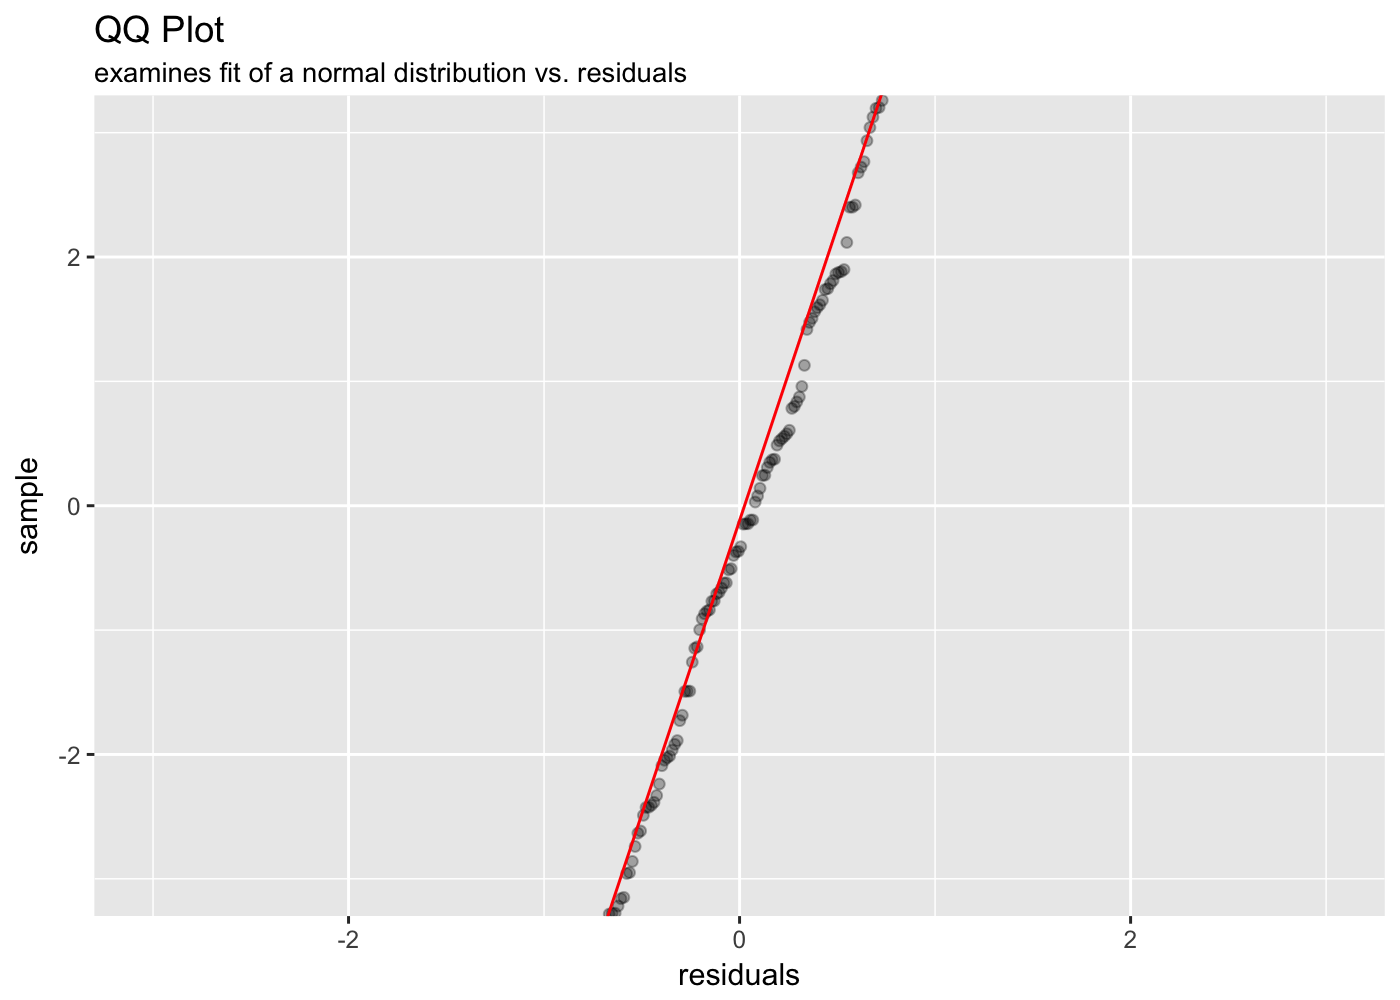 QQ Plot
examines fit of a normal distribution vs. residuals
2
0
-2
sample
-2
0
2
residuals